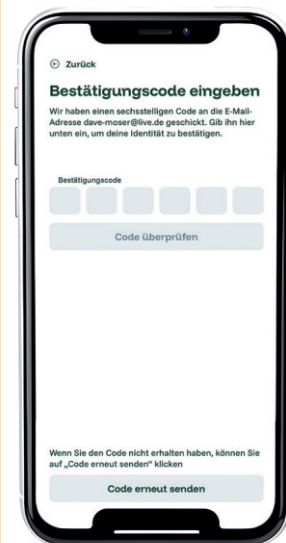 Zurück
Bestätigungscode eingeben
Wir haben einen sechsstelligen Code an die E-Mail-
Adresse dave-moser@live.de geschickt. Gib ihn hier
unten ein, um deine Identität zu bestätigen.
Bestätigungscode
Code überprüfen
Wenn Sie den Code nicht erhalten haben, können Sie
auf „Code erneut senden“ klicken
Code erneut senden